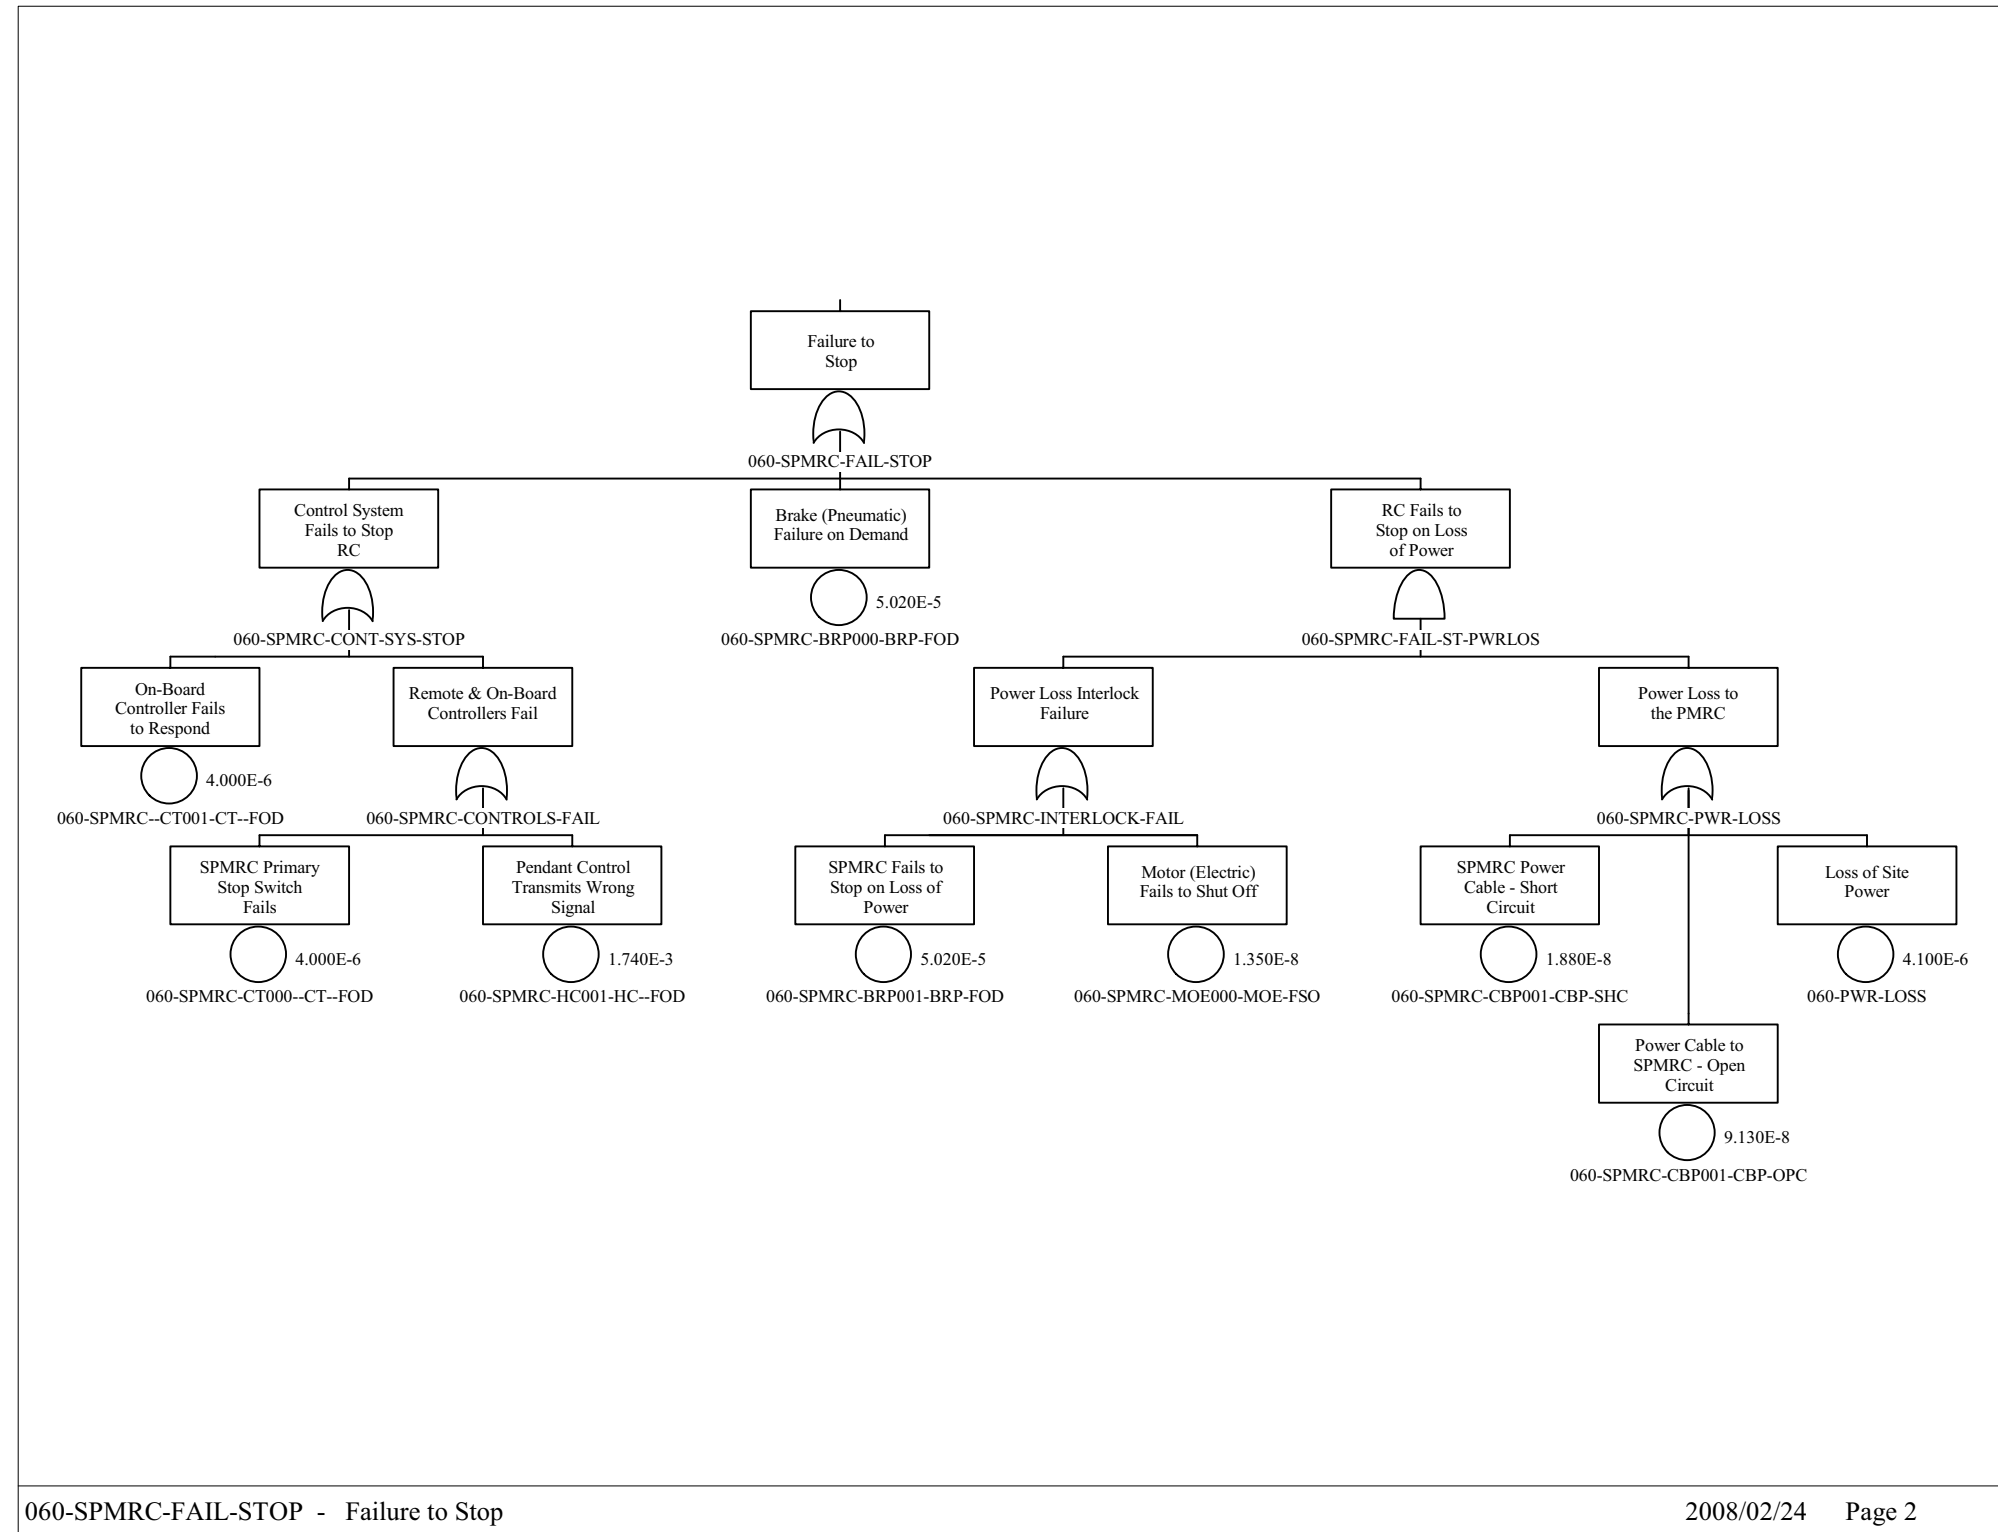 Failure to
Stop
060-SPMRC-FAIL-STOP
Control System
Fails to Stop
RC
060-SPMRC-CONT-SYS-STOP
Brake (Pneumatic)
Failure on Demand
5.020E-5
060-SPMRC-BRP000-BRP-FOD
RC Fails to
Stop on Loss
of Power
060-SPMRC-FAIL-ST-PWRLOS
On-Board
Controller Fails
to Respond
4.000E-6
060-SPMRC--CT001-CT--FOD
Remote & On-Board
Controllers Fail
060-SPMRC-CONTROLS-FAIL
Power Loss Interlock
Failure
060-SPMRC-INTERLOCK-FAIL
Power Loss to
the PMRC
060-SPMRC-PWR-LOSS
SPMRC Primary
Stop Switch
Fails
4.000E-6
060-SPMRC-CT000--CT--FOD
Pendant Control
Transmits Wrong
Signal
1.740E-3
060-SPMRC-HC001-HC--FOD
SPMRC Fails to
Stop on Loss of
Power
5.020E-5
060-SPMRC-BRP001-BRP-FOD
Motor (Electric)
Fails to Shut Off
1.350E-8
060-SPMRC-MOE000-MOE-FSO
SPMRC Power
Cable - Short
Circuit
1.880E-8
060-SPMRC-CBP001-CBP-SHC
Loss of Site
Power
4.100E-6
060-PWR-LOSS
Power Cable to
SPMRC - Open
Circuit
9.130E-8
060-SPMRC-CBP001-CBP-OPC
060-SPMRC-FAIL-STOP - Failure to Stop
2008/02/24 Page 2